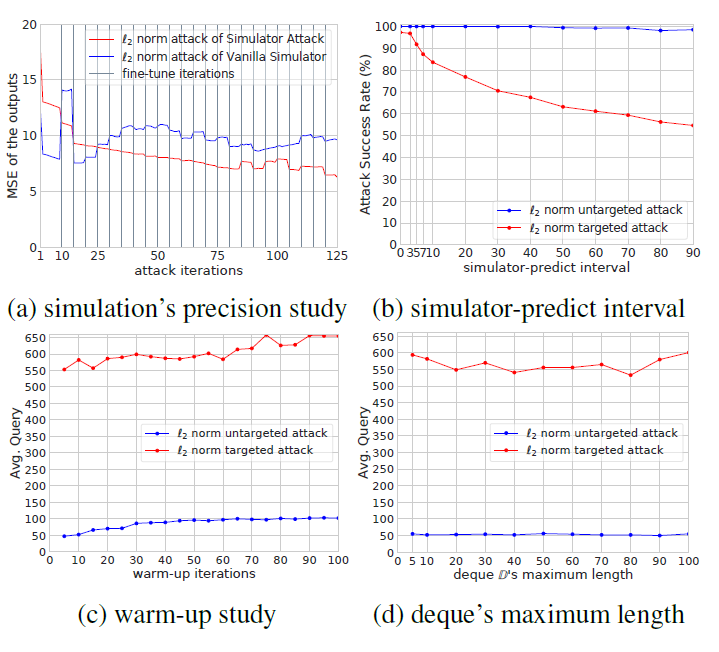 MSE of the outputs
20
15
10
5
0
1 10 25 50 75 100 125
attack iterations
ℓ₂ norm attack of Simulator Attack
ℓ₂ norm attack of Vanilla Simulator
fine-tune iterations
(a) simulation's precision study
Attack Success Rate (%)
100
90
80
70
60
50
40
30
20
10
0
0 3 5 7 10 20 30 40 50 60 70 80 90
simulator-predict interval
ℓ₂ norm untargeted attack
ℓ₂ norm targeted attack
(b) simulator-predict interval
Avg. Query
650
600
550
500
450
400
350
300
250
200
150
100
50
0
0 10 20 30 40 50 60 70 80 90 100
warm-up iterations
ℓ₂ norm untargeted attack
ℓ₂ norm targeted attack
(c) warm-up study
Avg. Query
650
600
550
500
450
400
350
300
250
200
150
100
50
0
0 5 10 20 30 40 50 60 70 80 90 100
deque 𝔻's maximum length
ℓ₂ norm untargeted attack
ℓ₂ norm targeted attack
(d) deque's maximum length